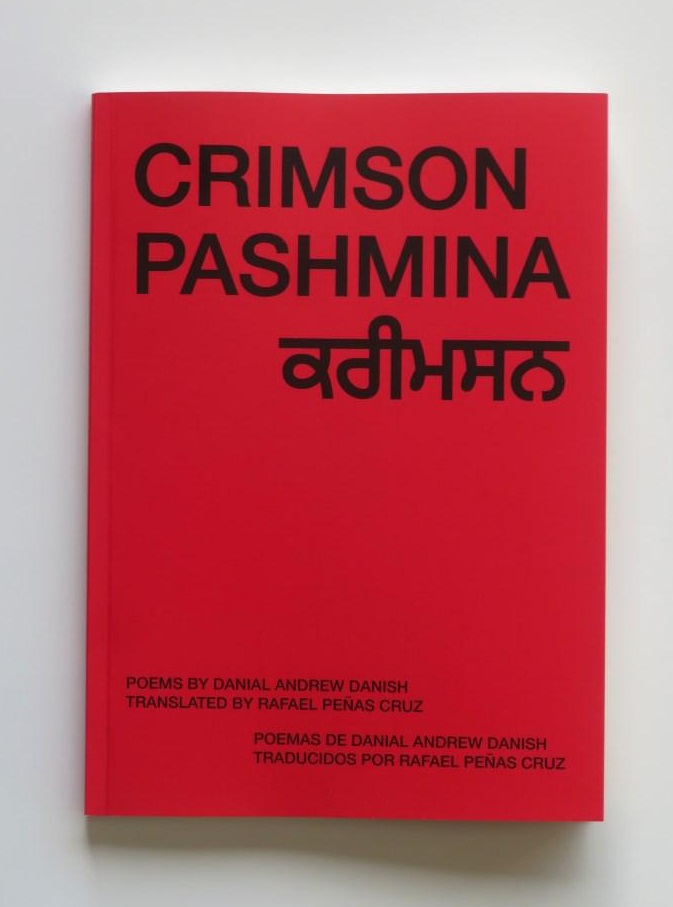 CRIMSON
PASHMINA
ਕਰੀਮਸਨ
POEMS BY DANIAL ANDREW DANISH
TRANSLATED BY RAFAEL PEÑAS CRUZ
POEMAS DE DANIAL ANDREW DANISH
TRADUCIDOS POR RAFAEL PEÑAS CRUZ